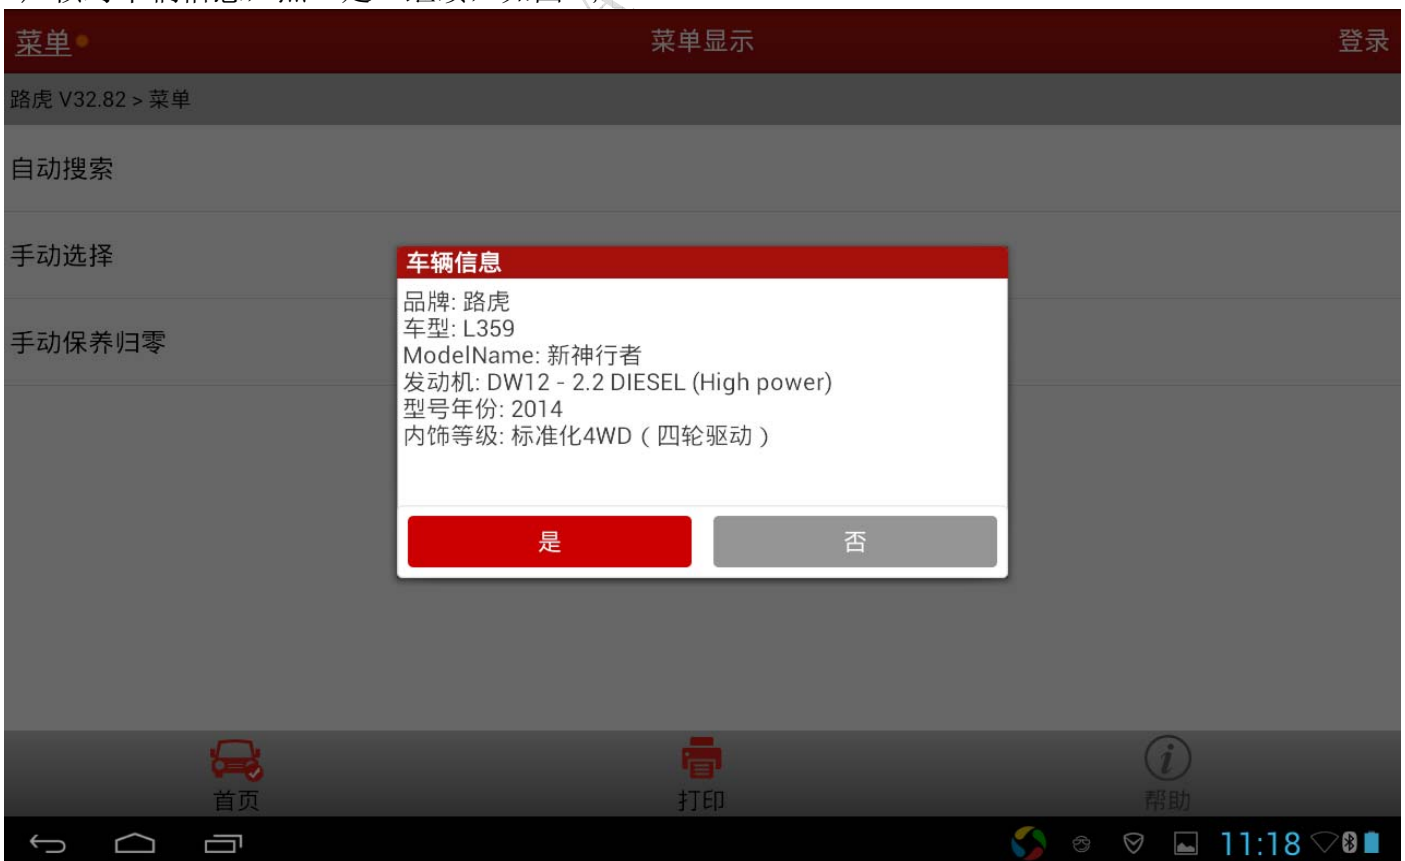 菜单
菜单显示
登录
路虎 V32.82 > 菜单
自动搜索
手动选择
手动保养归零
车辆信息
品牌: 路虎
车型: L359
ModelName: 新神行者
发动机: DW12 - 2.2 DIESEL (High power)
型号年份: 2014
内饰等级: 标准化4WD（四轮驱动）
是
否
首页
打印
帮助
11:18